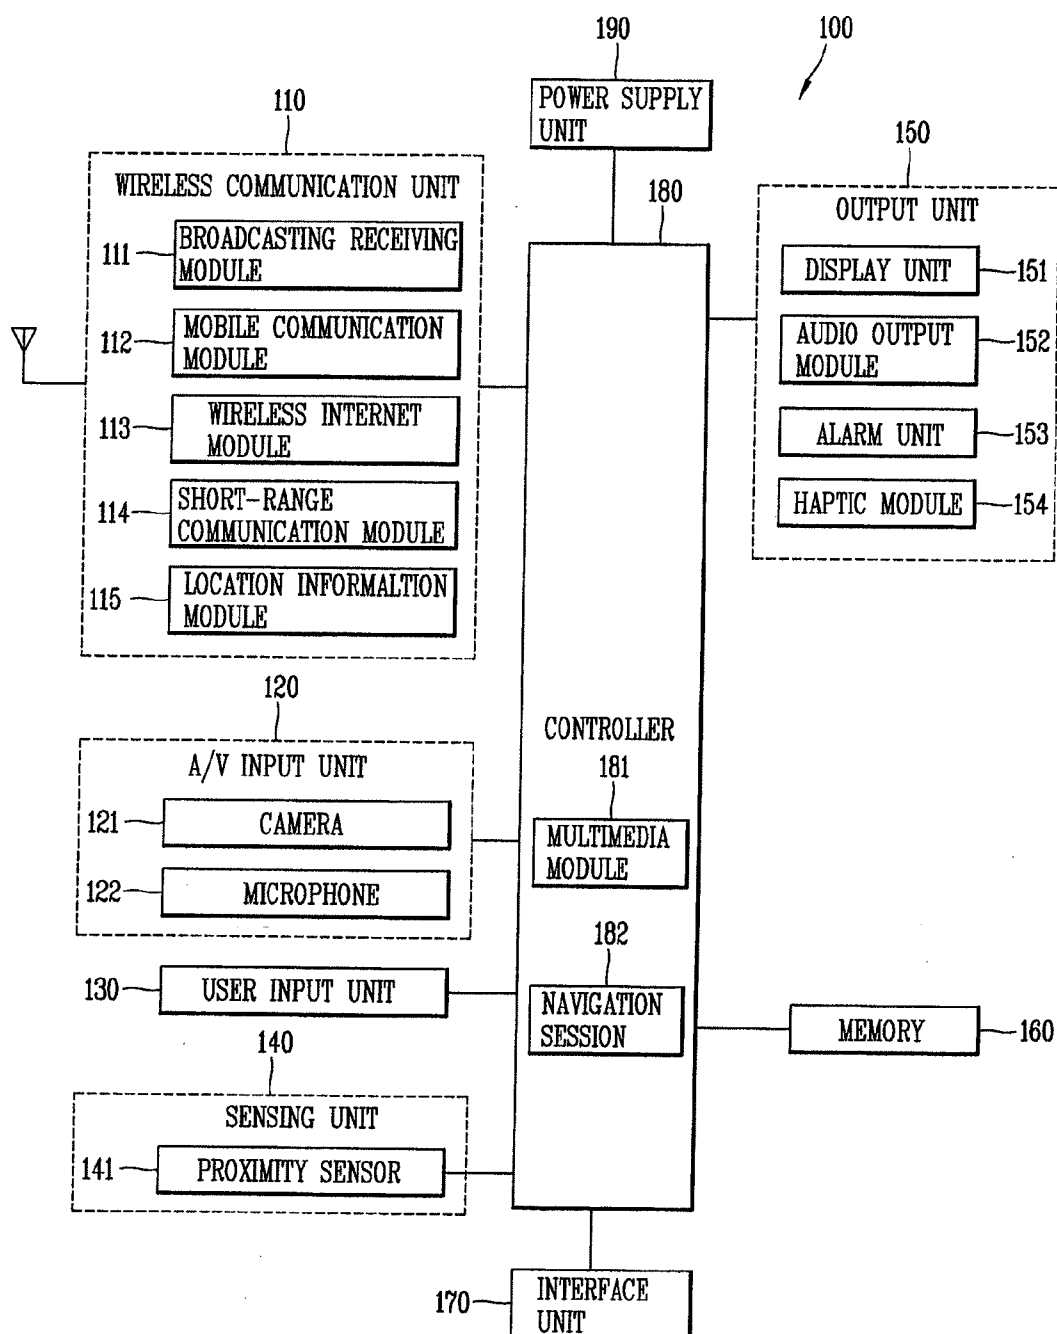 190
100
POWER SUPPLY
UNIT
110
WIRELESS COMMUNICATION UNIT
111
BROADCASTING RECEIVING
MODULE
112
MOBILE COMMUNICATION
MODULE
113
WIRELESS INTERNET
MODULE
114
SHORT-RANGE
COMMUNICATION MODULE
115
LOCATION INFORMALTION
MODULE
150
OUTPUT UNIT
DISPLAY UNIT
151
AUDIO OUTPUT
MODULE
152
ALARM UNIT
153
HAPTIC MODULE
154
180
CONTROLLER
181
MULTIMEDIA
MODULE
182
NAVIGATION
SESSION
120
A/V INPUT UNIT
121
CAMERA
122
MICROPHONE
130
USER INPUT UNIT
140
SENSING UNIT
141
PROXIMITY SENSOR
MEMORY
160
170
INTERFACE
UNIT